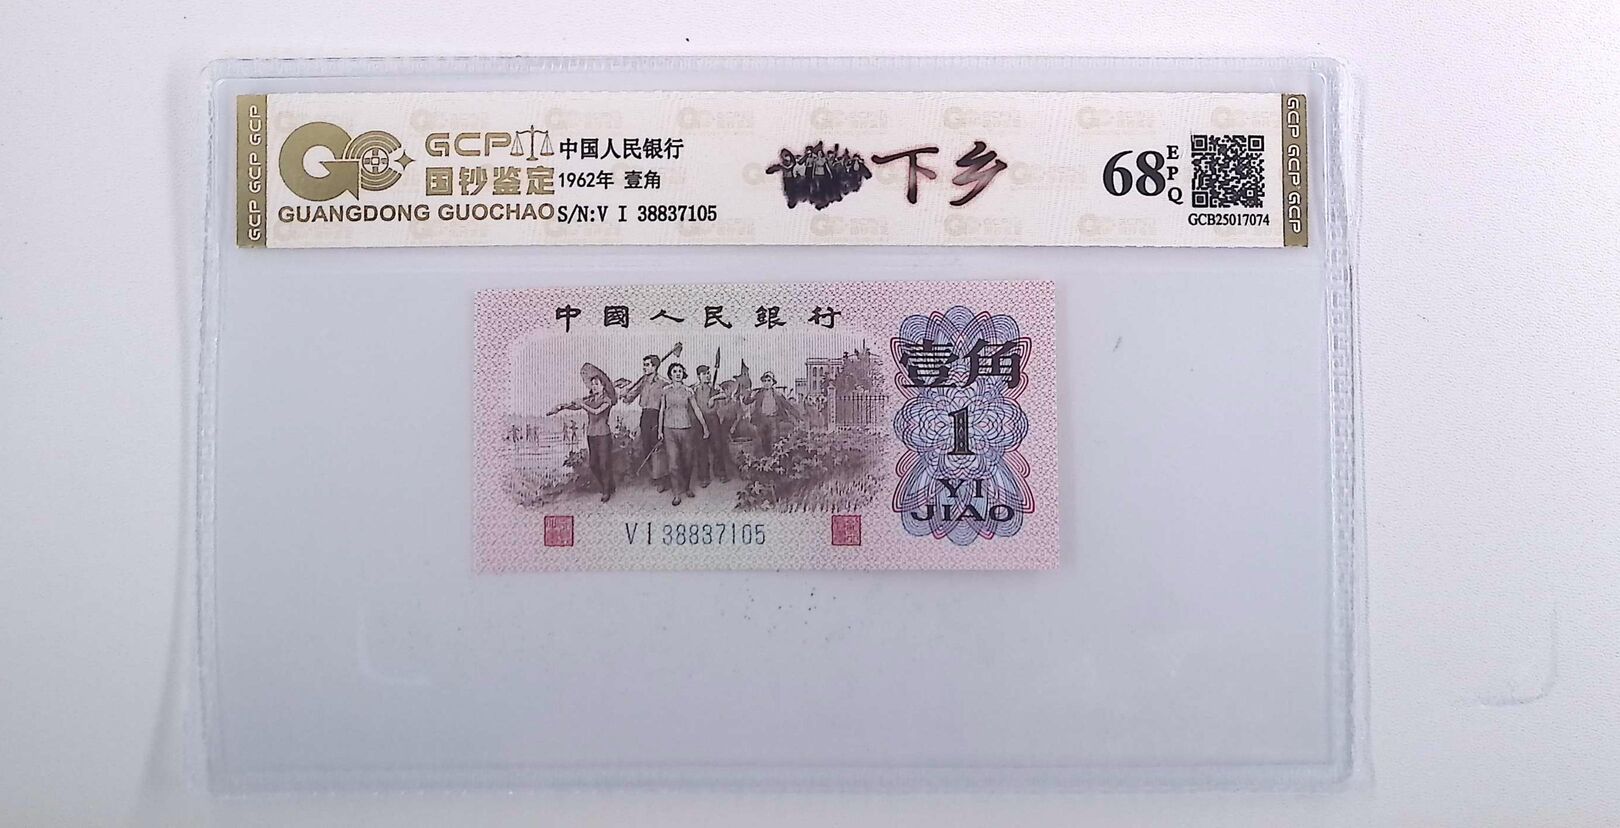 GCP GCP GCP
GCP
国钞鉴定
GUANGDONG GUOCHAO
中国人民银行
1962年 壹角
S/N:V I 38837105
下乡
68
EPQ
GCB25017074
GCP GCP GCP
中國人民銀行
壹角
1
YI
JIAO
V I 38837105